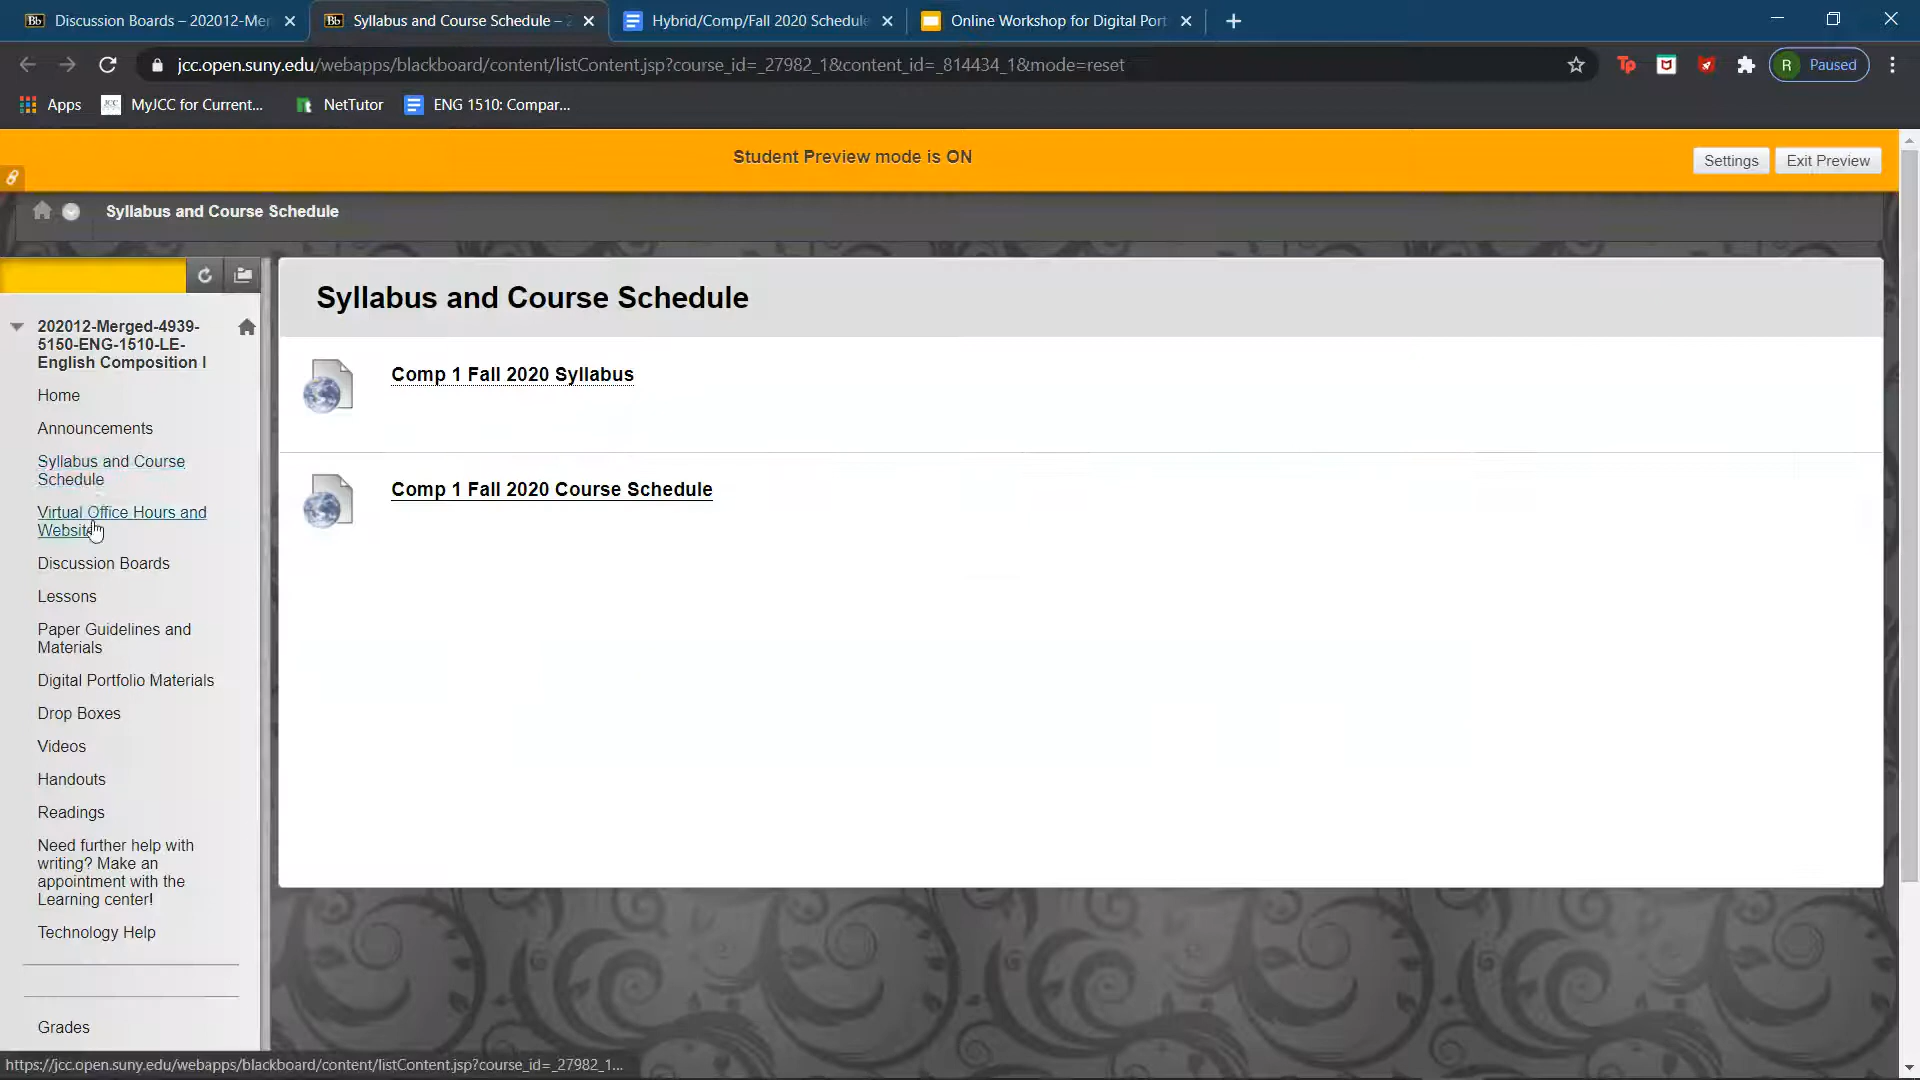 Discussion Boards – 202012-Mer
Syllabus and Course Schedule –
Hybrid/Comp/Fall 2020 Schedule
Online Workshop for Digital Port
jcc.open.suny.edu/webapps/blackboard/content/listContent.jsp?course_id=_27982_1&content_id=_814434_1&mode=reset
R Paused
Apps
MyJCC for Current...
NetTutor
ENG 1510: Compar...
Student Preview mode is ON
Settings
Exit Preview
Syllabus and Course Schedule
202012-Merged-4939-
5150-ENG-1510-LE-
English Composition I
Home
Announcements
Syllabus and Course
Schedule
Virtual Office Hours and
Website
Discussion Boards
Lessons
Paper Guidelines and
Materials
Digital Portfolio Materials
Drop Boxes
Videos
Handouts
Readings
Need further help with
writing? Make an
appointment with the
Learning center!
Technology Help
Grades
Syllabus and Course Schedule
Comp 1 Fall 2020 Syllabus
Comp 1 Fall 2020 Course Schedule
https://jcc.open.suny.edu/webapps/blackboard/content/listContent.jsp?course_id=_27982_1...